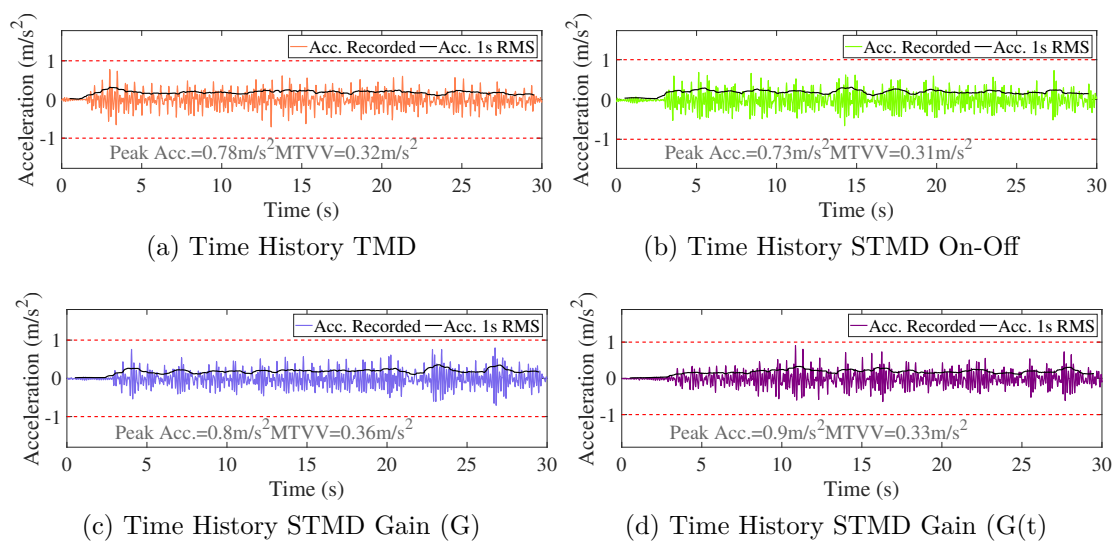 Acc. Recorded Acc. 1s RMS
Acceleration (m/s²)
1
0
-1
Peak Acc.=0.78m/s²MTVV=0.32m/s²
0 5 10 15 20 25 30
Time (s)
(a) Time History TMD
Acc. Recorded Acc. 1s RMS
Acceleration (m/s²)
1
0
-1
Peak Acc.=0.73m/s²MTVV=0.31m/s²
0 5 10 15 20 25 30
Time (s)
(b) Time History STMD On-Off
Acc. Recorded Acc. 1s RMS
Acceleration (m/s²)
1
0
-1
Peak Acc.=0.8m/s²MTVV=0.36m/s²
0 5 10 15 20 25 30
Time (s)
(c) Time History STMD Gain (G)
Acc. Recorded Acc. 1s RMS
Acceleration (m/s²)
1
0
-1
Peak Acc.=0.9m/s²MTVV=0.33m/s²
0 5 10 15 20 25 30
Time (s)
(d) Time History STMD Gain (G(t)